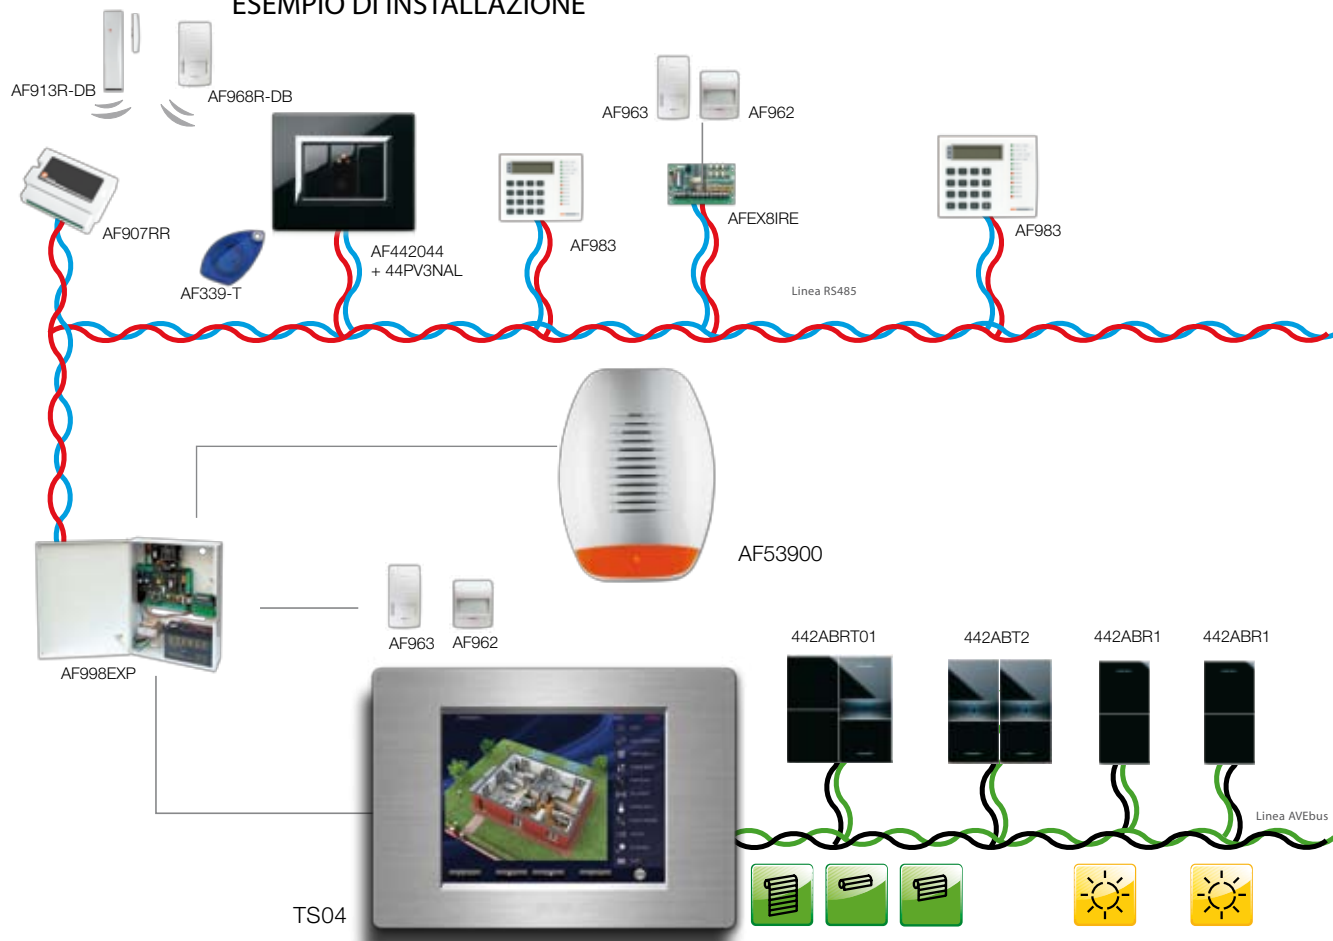 ESEMPIO DI INSTALLAZIONE
AF913R-DB
AF968R-DB
AF963
AF962
AF907RR
AF339-T
AF442044
+ 44PV3NAL
AF983
AFEX8IRE
AF983
Linea RS485
AF53900
AF998EXP
AF963
AF962
442ABRT01
442ABT2
442ABR1
442ABR1
Linea AVEbus
TS04